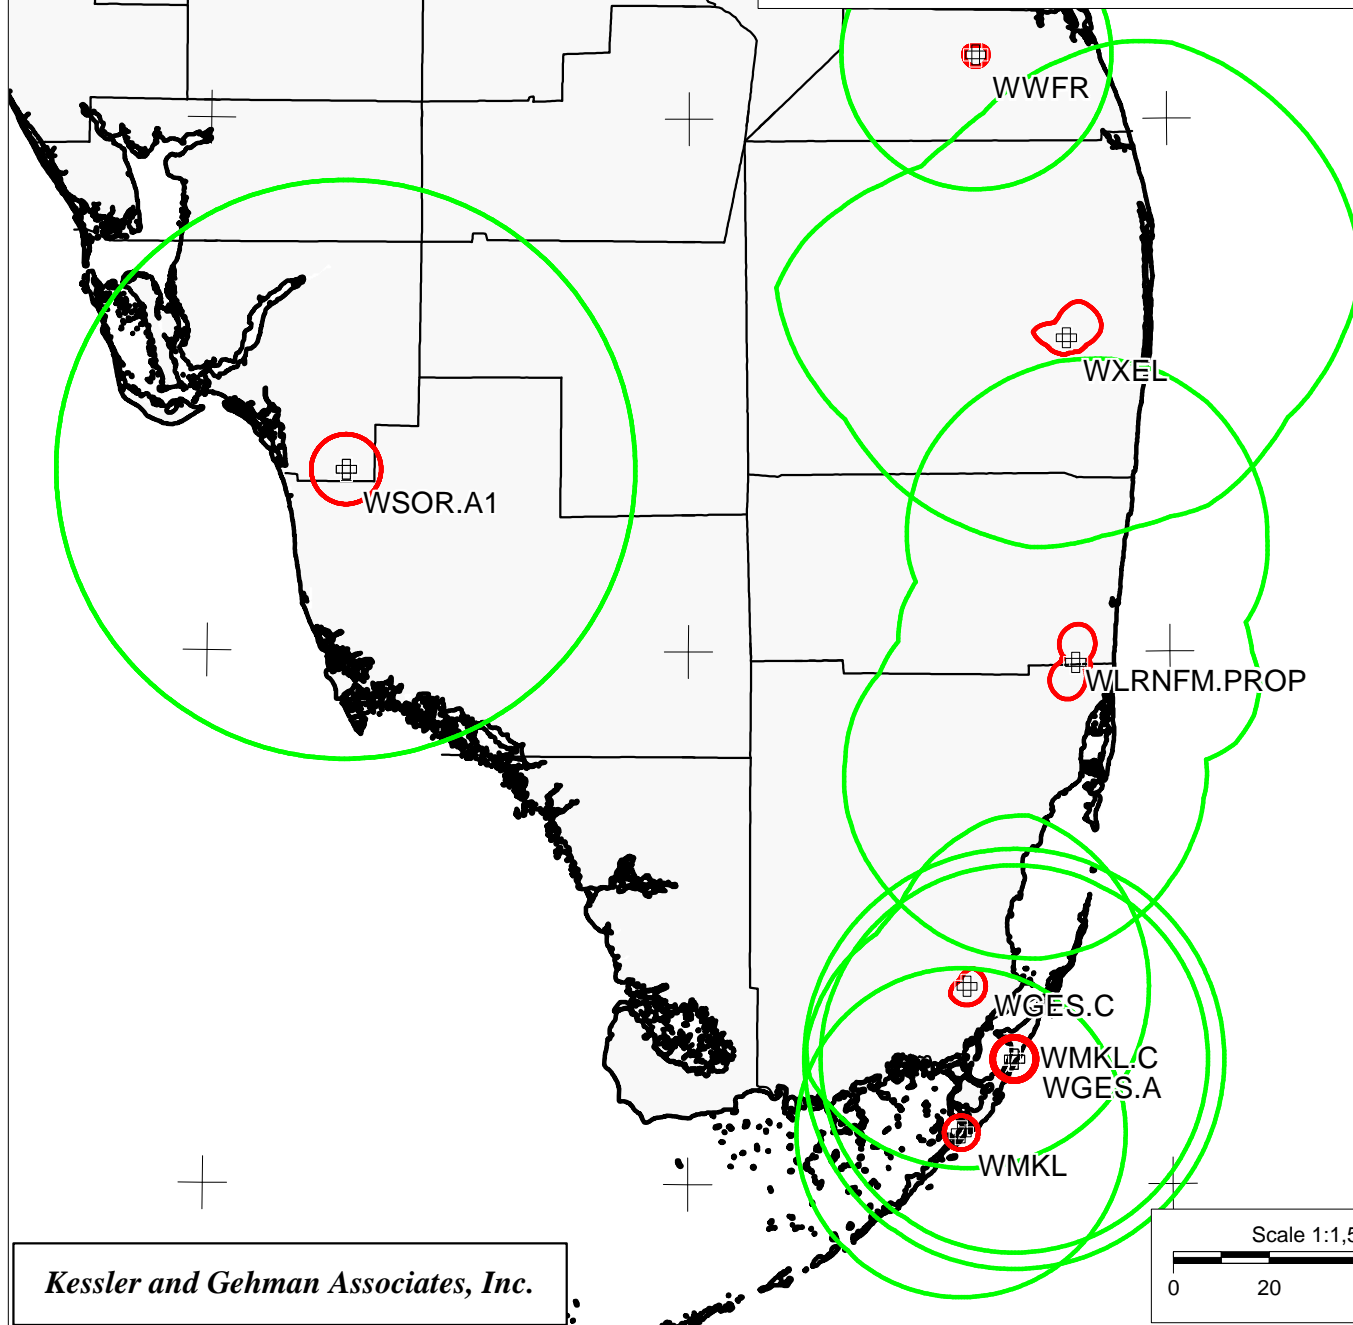 WWFR
WXEL
WSOR.A1
WLRNFM.PROP
WGES.C
WMKL.C
WGES.A
WMKL
Scale 1:1,5
0 20
Kessler and Gehman Associates, Inc.